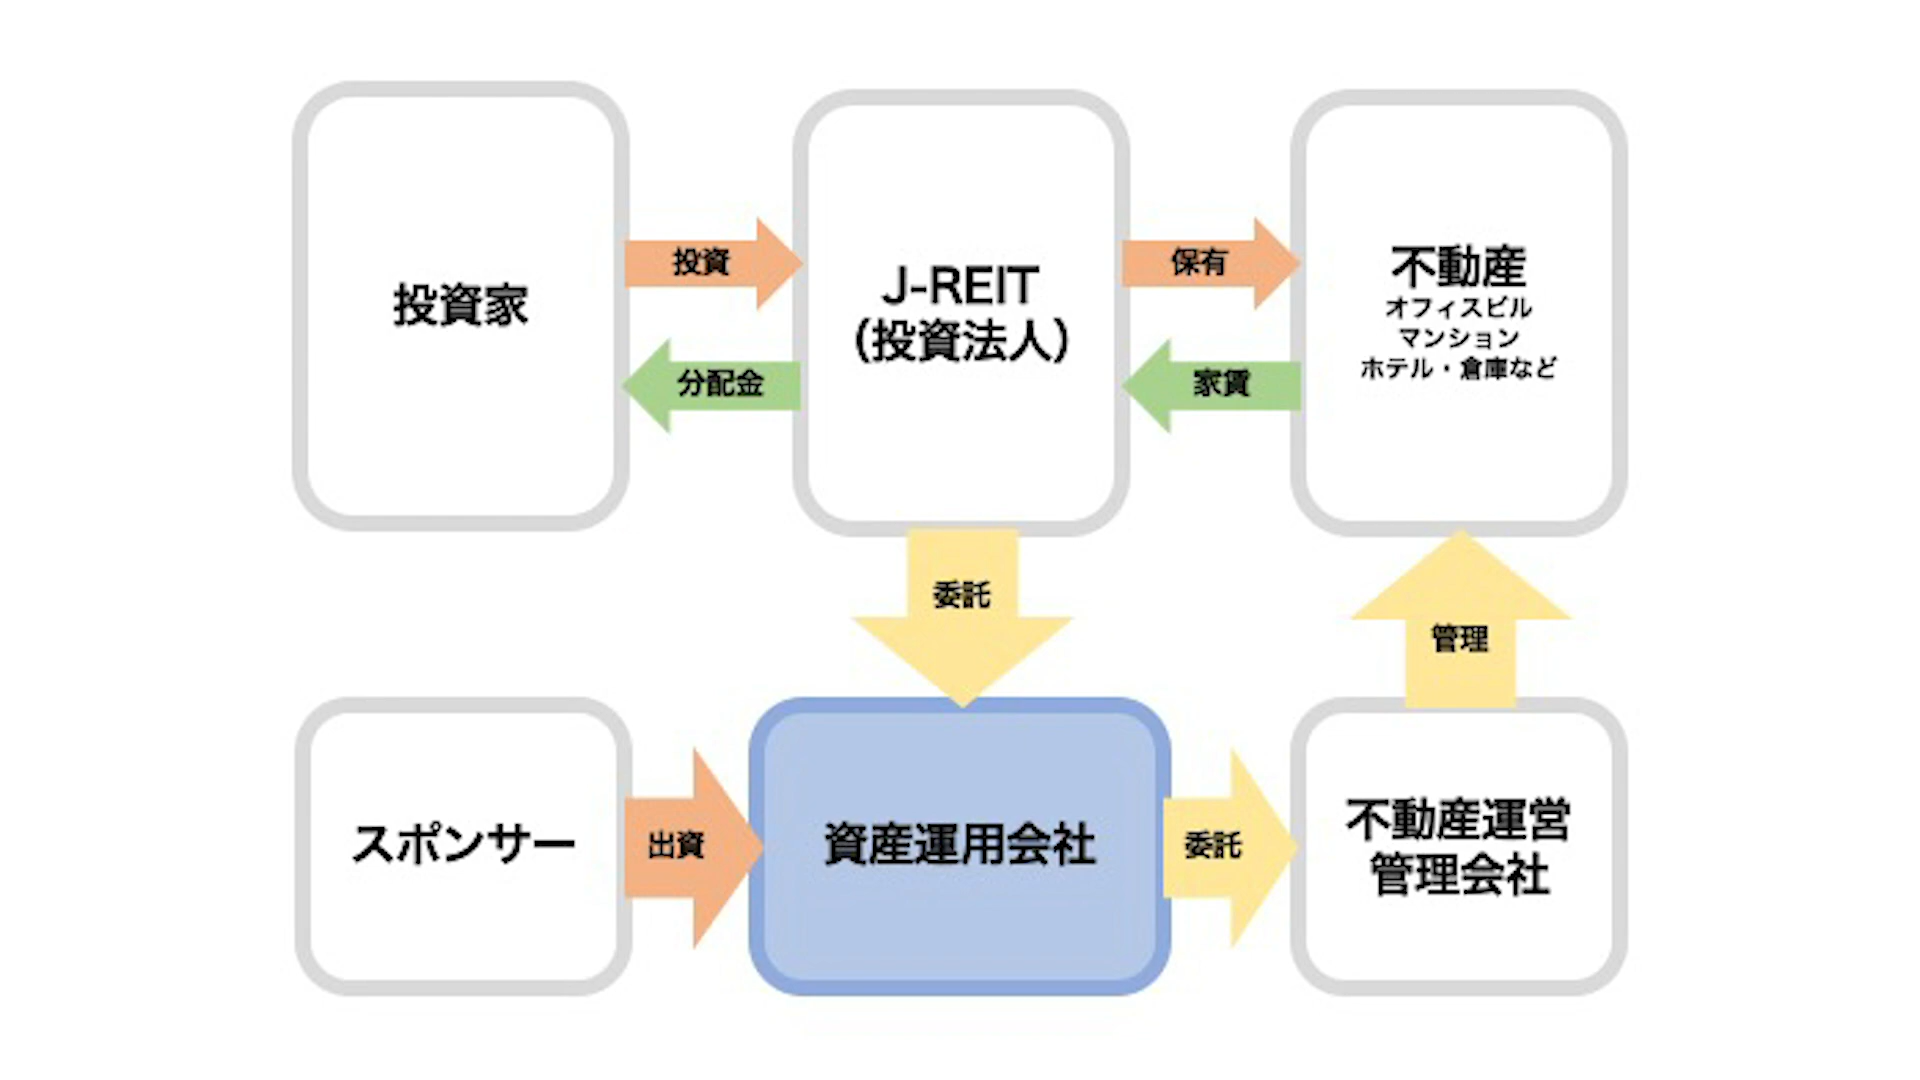 投資家
投資
分配金
J-REIT
（投資法人）
保有
家賃
不動産
オフィスビル
マンション
ホテル・倉庫など
委託
管理
スポンサー
出資
資産運用会社
委託
不動産運営
管理会社